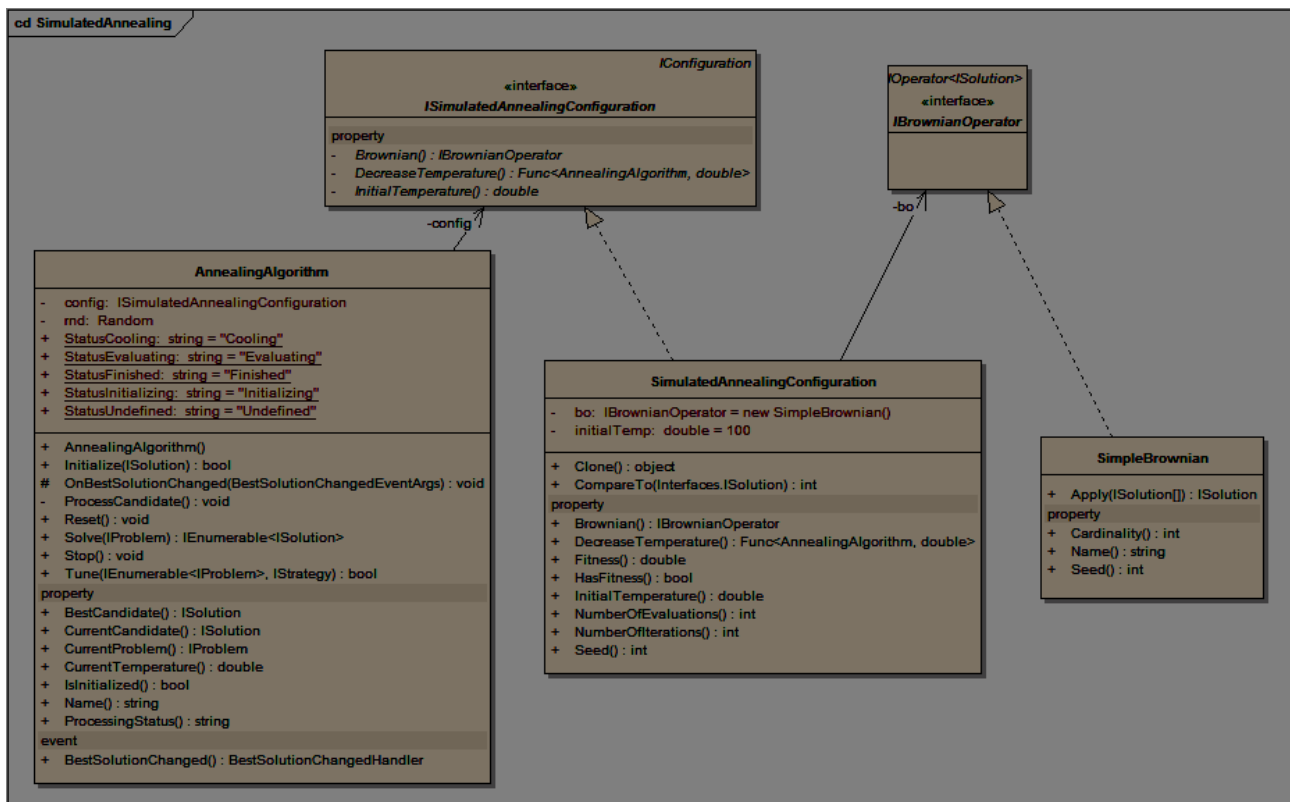 cd SimulatedAnnealing
IConfiguration
«interface»
ISimulatedAnnealingConfiguration
property
- Brownian() : IBrownianOperator
- DecreaseTemperature() : Func<AnnealingAlgorithm, double>
- InitialTemperature() : double
IOperator<ISolution>
«interface»
IBrownianOperator
-config
-bo
AnnealingAlgorithm
- config: ISimulatedAnnealingConfiguration
- rnd: Random
+ StatusCooling: string = "Cooling"
+ StatusEvaluating: string = "Evaluating"
+ StatusFinished: string = "Finished"
+ StatusInitializing: string = "Initializing"
+ StatusUndefined: string = "Undefined"
+ AnnealingAlgorithm()
+ Initialize(ISolution) : bool
# OnBestSolutionChanged(BestSolutionChangedEventArgs) : void
- ProcessCandidate() : void
+ Reset() : void
+ Solve(IProblem) : IEnumerable<ISolution>
+ Stop() : void
+ Tune(IEnumerable<IProblem>, IStrategy) : bool
property
+ BestCandidate() : ISolution
+ CurrentCandidate() : ISolution
+ CurrentProblem() : IProblem
+ CurrentTemperature() : double
+ IsInitialized() : bool
+ Name() : string
+ ProcessingStatus() : string
event
+ BestSolutionChanged() : BestSolutionChangedHandler
SimulatedAnnealingConfiguration
- bo: IBrownianOperator = new SimpleBrownian()
- initialTemp: double = 100
+ Clone() : object
+ CompareTo(Interfaces.ISolution) : int
property
+ Brownian() : IBrownianOperator
+ DecreaseTemperature() : Func<AnnealingAlgorithm, double>
+ Fitness() : double
+ HasFitness() : bool
+ InitialTemperature() : double
+ NumberOfEvaluations() : int
+ NumberOfIterations() : int
+ Seed() : int
SimpleBrownian
+ Apply(ISolution[]) : ISolution
property
+ Cardinality() : int
+ Name() : string
+ Seed() : int